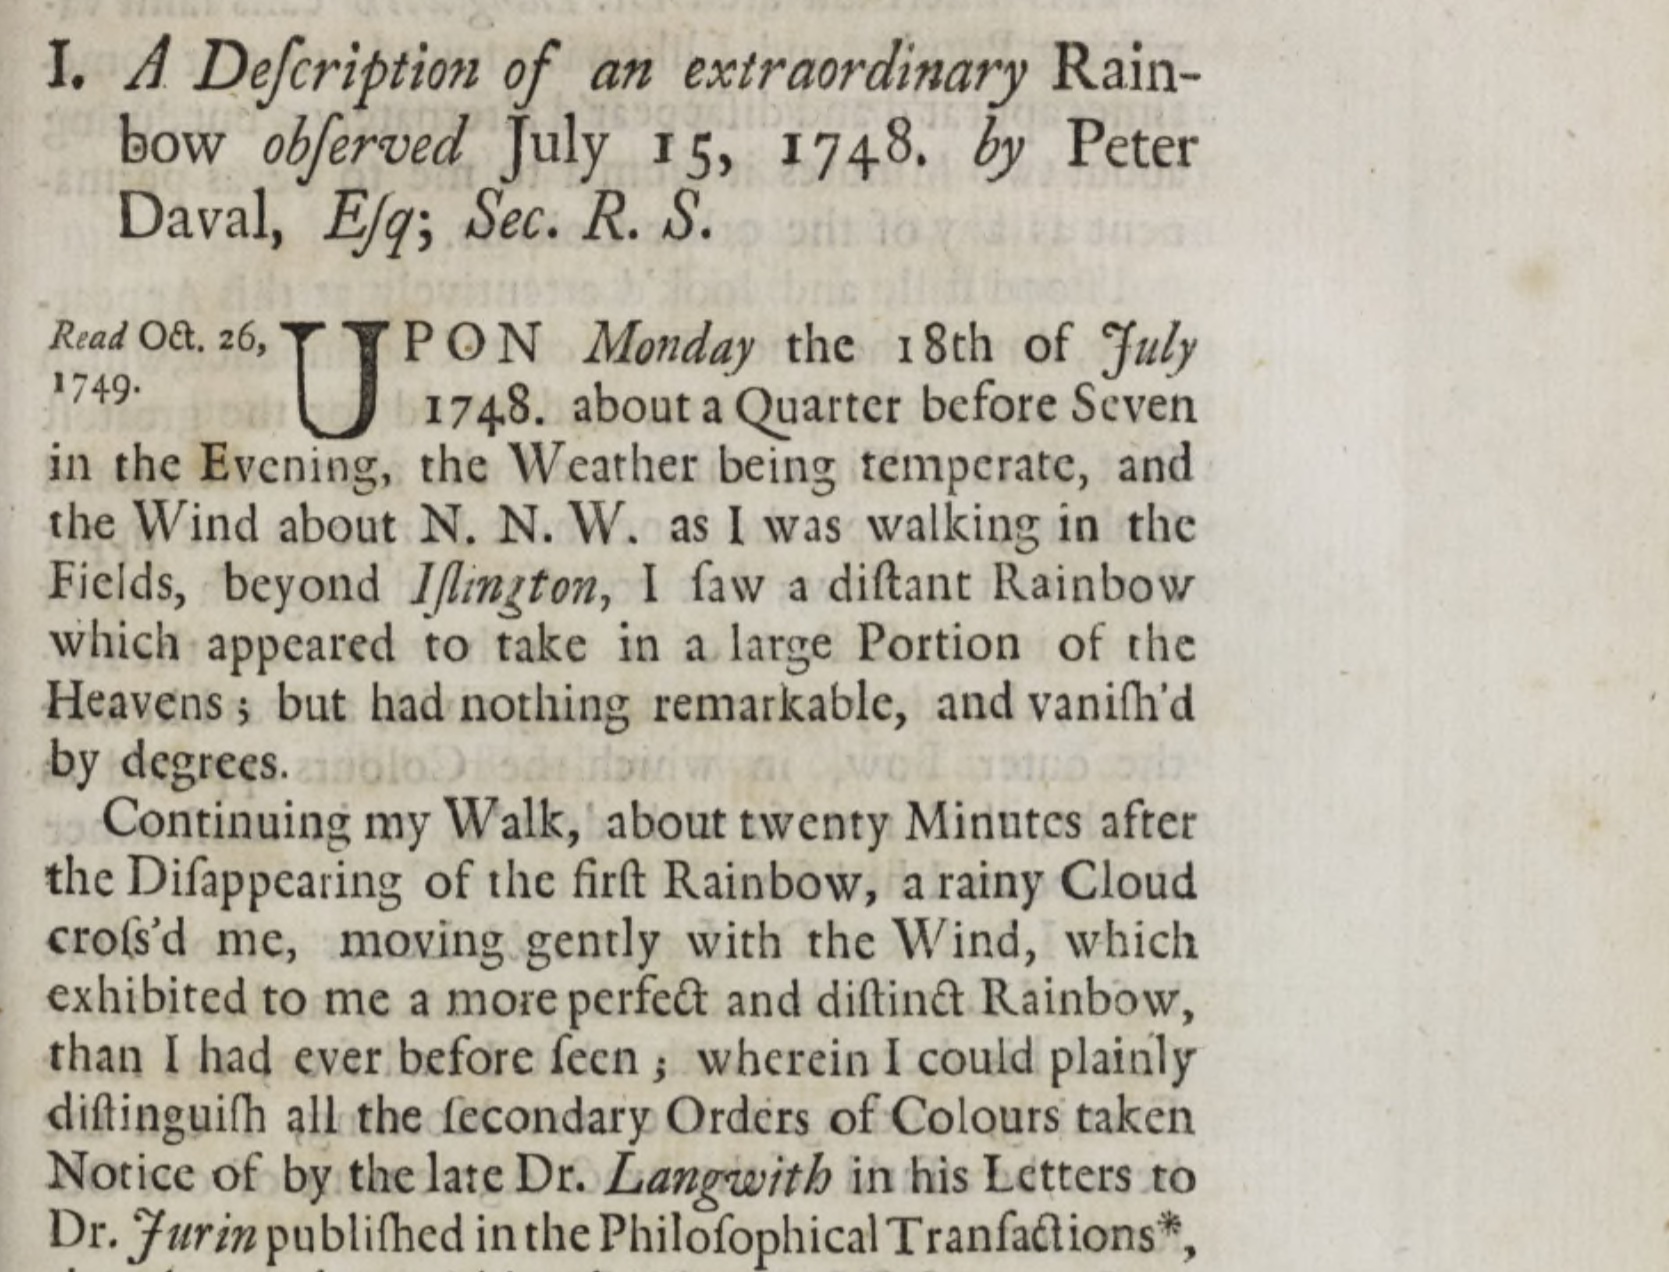 I. A Deſcription of an extraordinary Rain-
bow obſerved July 15, 1748. by Peter
Daval, Eſq; Sec. R. S.
Read Oct. 26,
1749.
UPON Monday the 18th of July
1748. about a Quarter before Seven
in the Evening, the Weather being temperate, and
the Wind about N. N. W. as I was walking in the
Fields, beyond Iſlington, I ſaw a diſtant Rainbow
which appeared to take in a large Portion of the
Heavens; but had nothing remarkable, and vaniſh'd
by degrees.
Continuing my Walk, about twenty Minutes after
the Diſappearing of the firſt Rainbow, a rainy Cloud
croſs'd me, moving gently with the Wind, which
exhibited to me a more perfect and diſtinct Rainbow,
than I had ever before ſeen; wherein I could plainly
diſtinguiſh all the ſecondary Orders of Colours taken
Notice of by the late Dr. Langwith in his Letters to
Dr. Jurin publiſhed in the Philoſophical Tranſactions*,